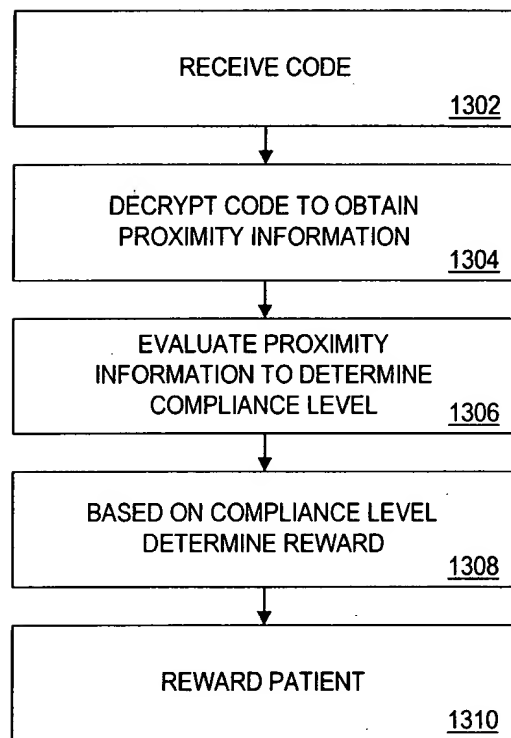 RECEIVE CODE
1302
DECRYPT CODE TO OBTAIN
PROXIMITY INFORMATION
1304
EVALUATE PROXIMITY
INFORMATION TO DETERMINE
COMPLIANCE LEVEL
1306
BASED ON COMPLIANCE LEVEL
DETERMINE REWARD
1308
REWARD PATIENT
1310